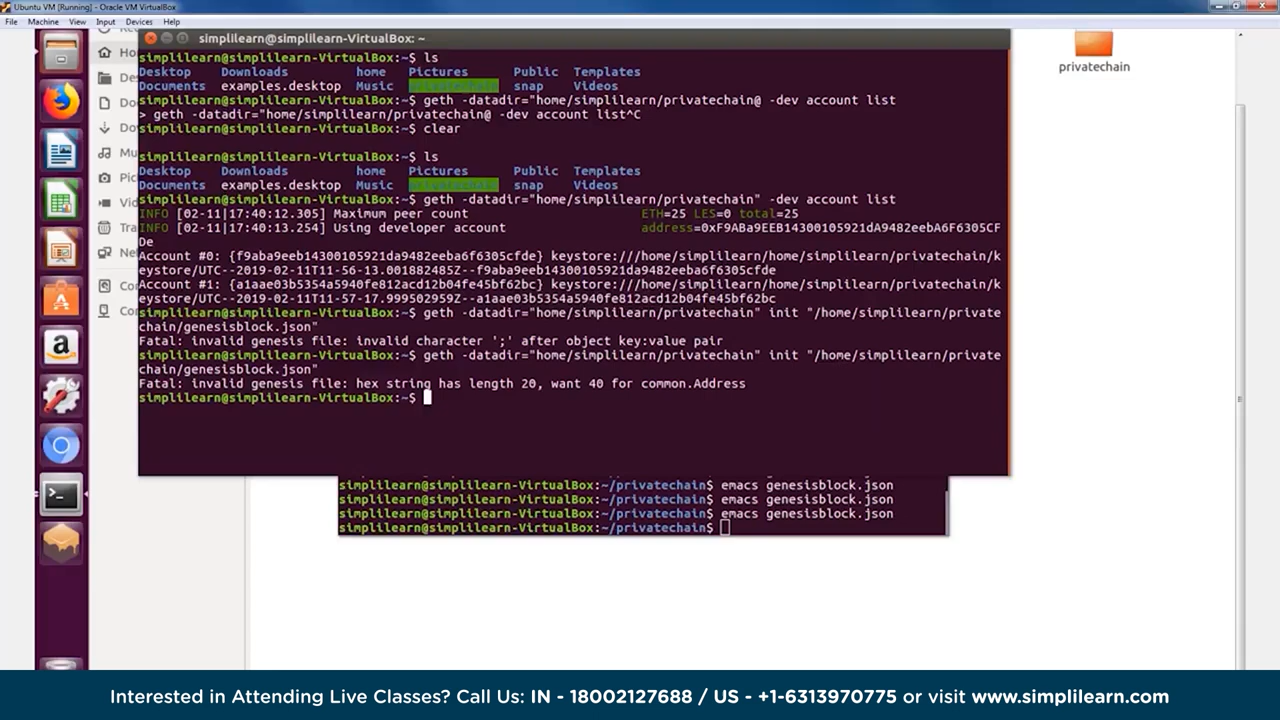 Ubuntu VM [Running] - Oracle VM VirtualBox
File Machine View Input Devices Help
simplilearn@simplilearn-VirtualBox: ~
privatechain
simplilearn@simplilearn-VirtualBox:~$ ls
Desktop Downloads home Pictures Public Templates
Documents examples.desktop Music privatechain snap Videos
simplilearn@simplilearn-VirtualBox:~$ geth -datadir="home/simplilearn/privatechain@ -dev account list
> geth -datadir="home/simplilearn/privatechain@ -dev account list^C
simplilearn@simplilearn-VirtualBox:~$ clear
simplilearn@simplilearn-VirtualBox:~$ ls
Desktop Downloads home Pictures Public Templates
Documents examples.desktop Music privatechain snap Videos
simplilearn@simplilearn-VirtualBox:~$ geth -datadir="home/simplilearn/privatechain" -dev account list
INFO [02-11|17:40:12.305] Maximum peer count ETH=25 LES=0 total=25
INFO [02-11|17:40:13.254] Using developer account address=0xF9ABa9EEB14300105921dA9482eebA6F6305CF
De
Account #0: {f9aba9eeb14300105921da9482eeba6f6305cfde} keystore:///home/simplilearn/home/simplilearn/privatechain/k
eystore/UTC--2019-02-11T11-56-13.001882485Z--f9aba9eeb14300105921da9482eeba6f6305cfde
Account #1: {a1aae03b5354a5940fe812acd12b04fe45bf62bc} keystore:///home/simplilearn/home/simplilearn/privatechain/k
eystore/UTC--2019-02-11T11-57-17.999502959Z--a1aae03b5354a5940fe812acd12b04fe45bf62bc
simplilearn@simplilearn-VirtualBox:~$ geth -datadir="home/simplilearn/privatechain" init "/home/simplilearn/private
chain/genesisblock.json"
Fatal: invalid genesis file: invalid character ';' after object key:value pair
simplilearn@simplilearn-VirtualBox:~$ geth -datadir="home/simplilearn/privatechain" init "/home/simplilearn/private
chain/genesisblock.json"
Fatal: invalid genesis file: hex string has length 20, want 40 for common.Address
simplilearn@simplilearn-VirtualBox:~$
simplilearn@simplilearn-VirtualBox:~/privatechain$ emacs genesisblock.json
simplilearn@simplilearn-VirtualBox:~/privatechain$ emacs genesisblock.json
simplilearn@simplilearn-VirtualBox:~/privatechain$ emacs genesisblock.json
simplilearn@simplilearn-VirtualBox:~/privatechain$
Interested in Attending Live Classes? Call Us: IN - 18002127688 / US - +1-6313970775 or visit www.simplilearn.com